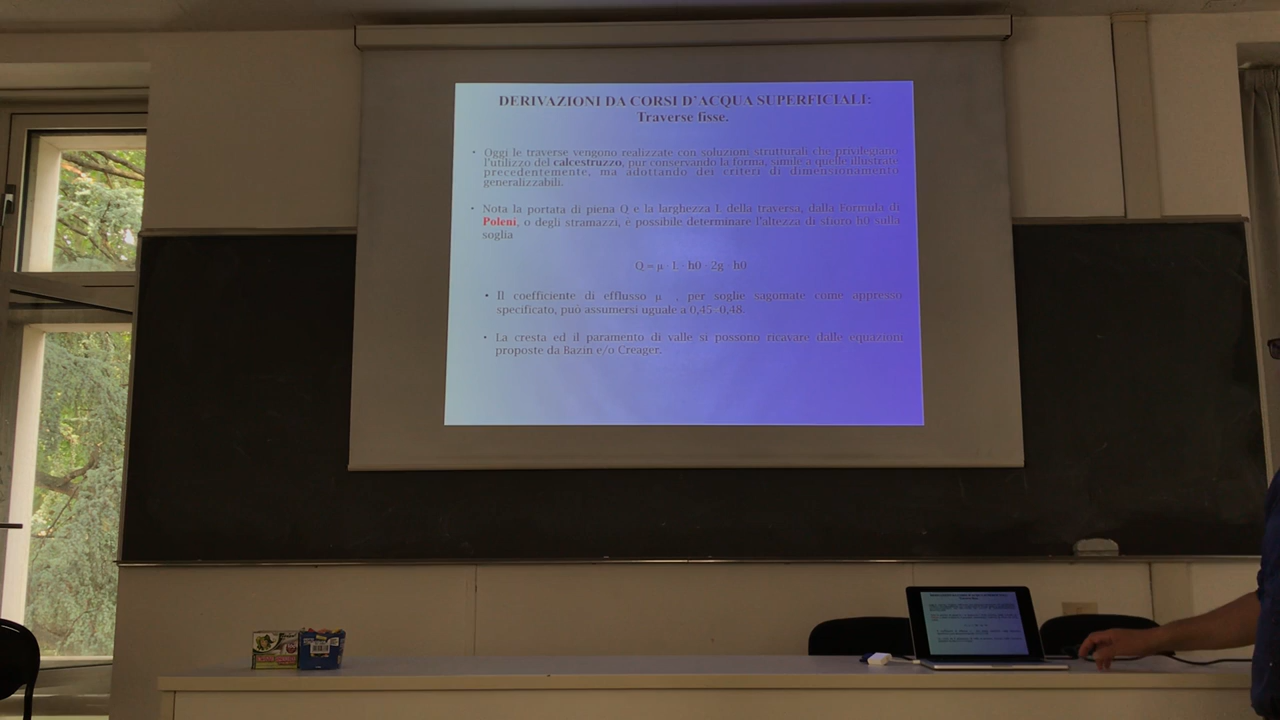 DERIVAZIONI DA CORSI D'ACQUA SUPERFICIALI:
Traverse fisse.
• Oggi le traverse vengono realizzate con soluzioni strutturali che privilegiano
l'utilizzo del calcestruzzo, pur conservando la forma, simile a quelle illustrate
precedentemente, ma adottando dei criteri di dimensionamento
generalizzabili.
• Nota la portata di piena Q e la larghezza L della traversa, dalla Formula di
Poleni, o degli stramazzi, è possibile determinare l'altezza di sfioro h0 sulla
soglia
Q = μ · L · h0 · 2g · h0
• Il coefficiente di efflusso μ , per soglie sagomate come appresso
specificato, può assumersi uguale a 0,45÷0,48.
• La cresta ed il paramento di valle si possono ricavare dalle equazioni
proposte da Bazin e/o Creager.